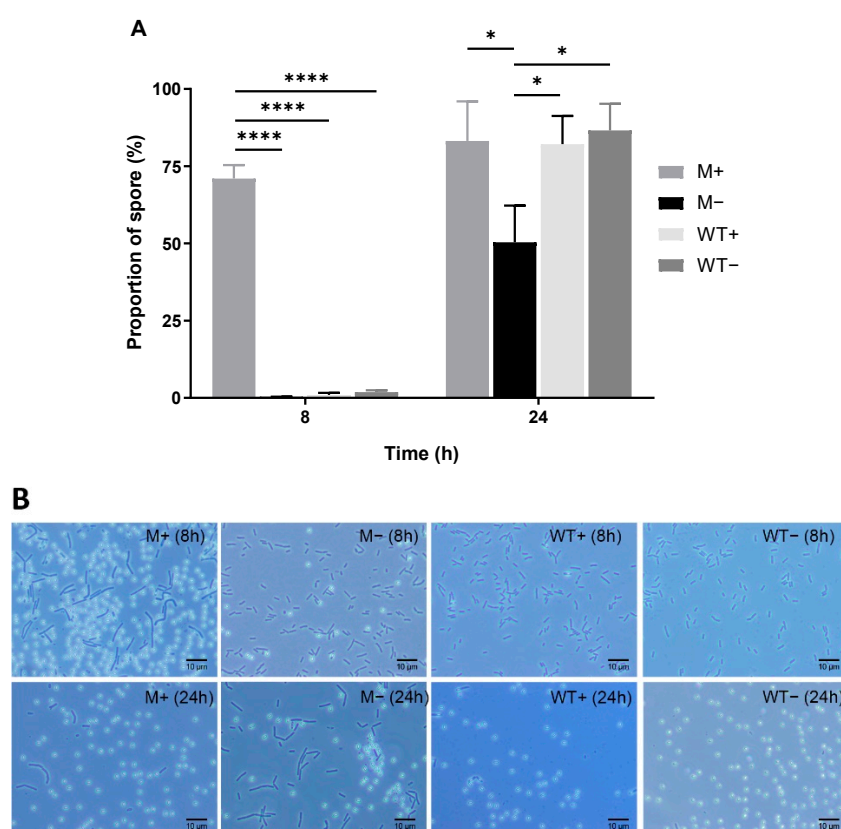 A
*
*
*
****
****
****
100
75
50
25
0
Proportion of spore (%)
8
24
Time (h)
M+
M−
WT+
WT−
B
M+ (8h)
10 μm
M− (8h)
10 μm
WT+ (8h)
10 μm
WT− (8h)
10 μm
M+ (24h)
10 μm
M− (24h)
10 μm
WT+ (24h)
10 μm
WT− (24h)
10 μm